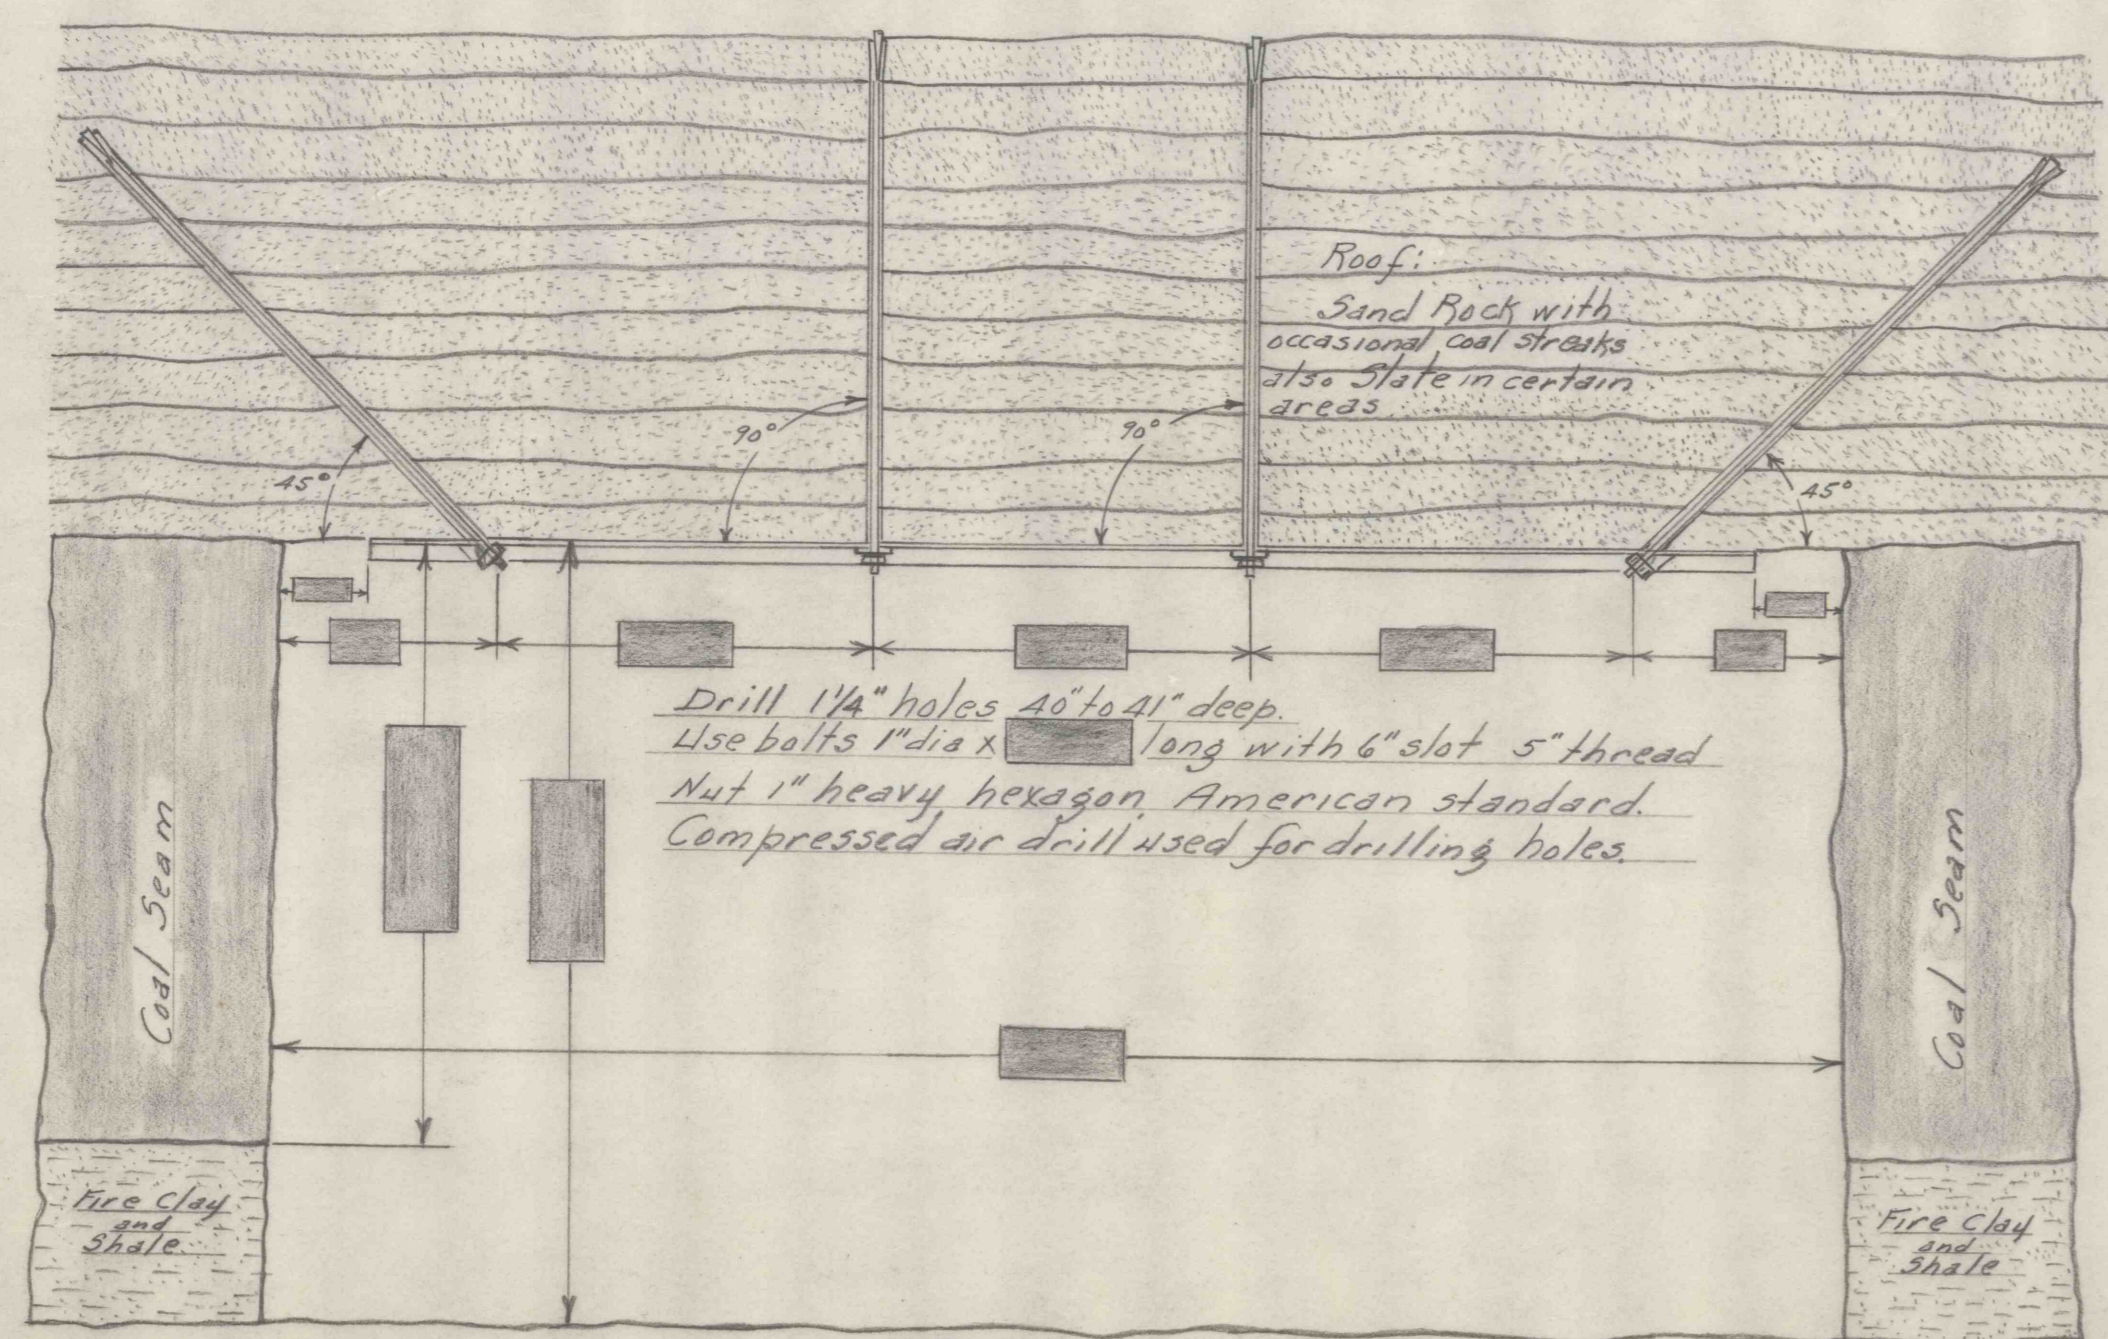 Roof:
Sand Rock with
occasional coal streaks
also Slate in certain
areas
90°
90°
45°
45°
Drill 1 1/4" holes 40" to 41" deep.
Use bolts 1" dia x long with 6" slot 5" thread
Nut 1" heavy hexagon American standard.
Compressed air drill used for drilling holes.
Coal Seam
Coal Seam
Fire Clay
and
Shale
Fire Clay
and
Shale